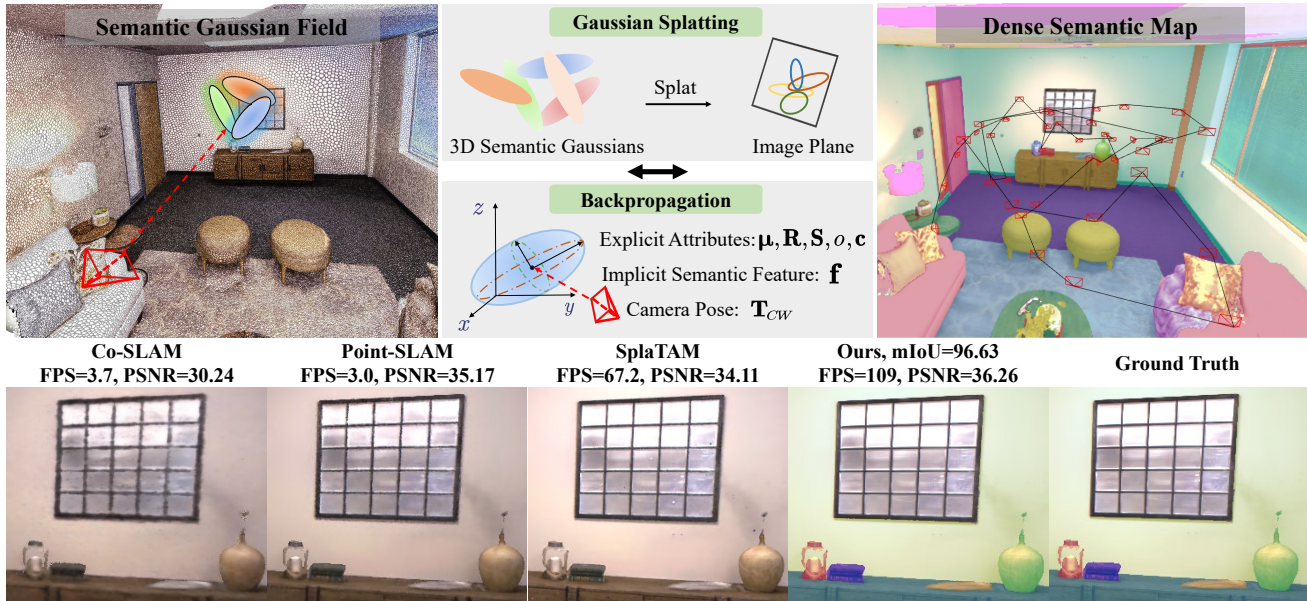 Semantic Gaussian Field
Gaussian Splatting
Splat
3D Semantic Gaussians
Image Plane
Backpropagation
z
y
x
Explicit Attributes: μ, R, S, o, c
Implicit Semantic Feature: f
Camera Pose: T_CW
Dense Semantic Map
Co-SLAM
FPS=3.7, PSNR=30.24
Point-SLAM
FPS=3.0, PSNR=35.17
SplaTAM
FPS=67.2, PSNR=34.11
Ours, mIoU=96.63
FPS=109, PSNR=36.26
Ground Truth